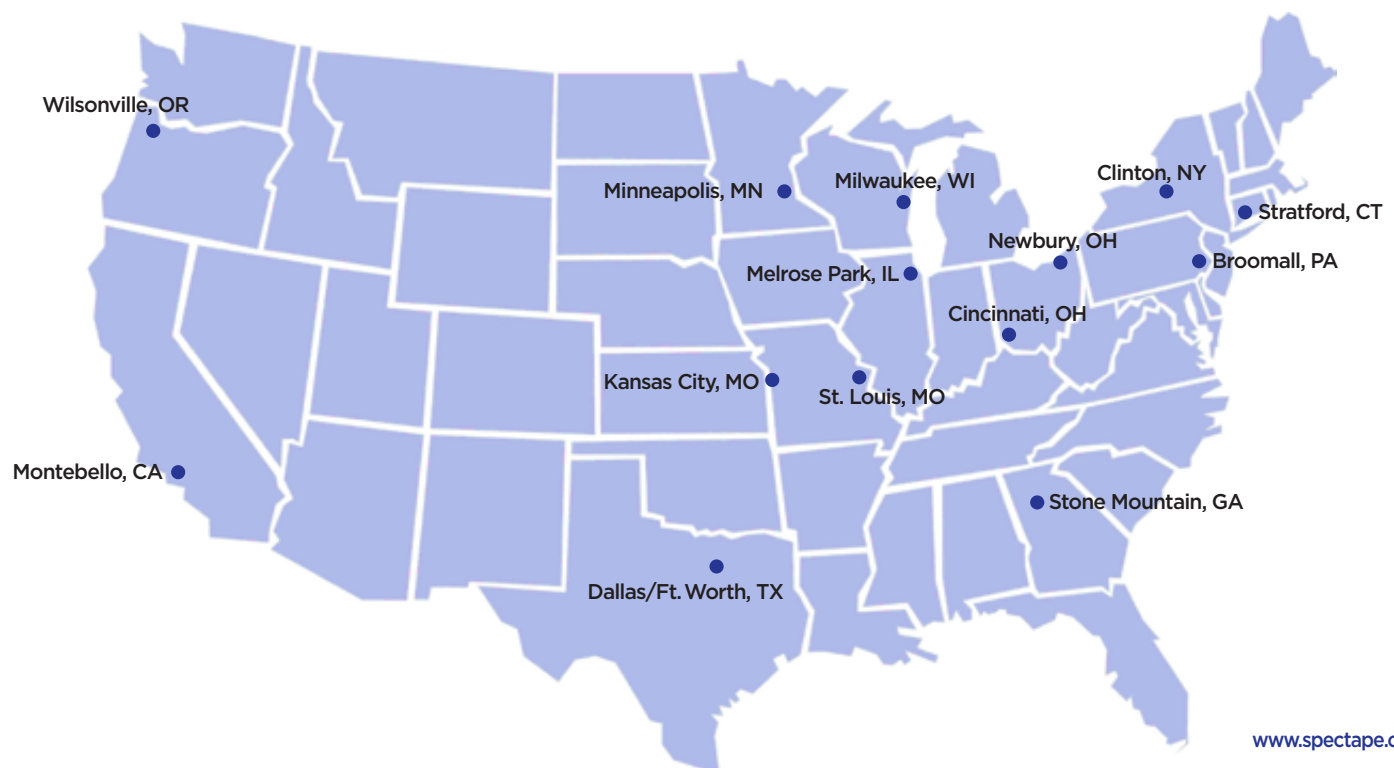 Wilsonville, OR
Clinton, NY
Milwaukee, WI
Minneapolis, MN
Stratford, CT
Newbury, OH
Broomall, PA
Melrose Park, IL
Cincinnati, OH
Kansas City, MO
St. Louis, MO
Montebello, CA
Stone Mountain, GA
Dallas/Ft. Worth, TX
www.spectape.c